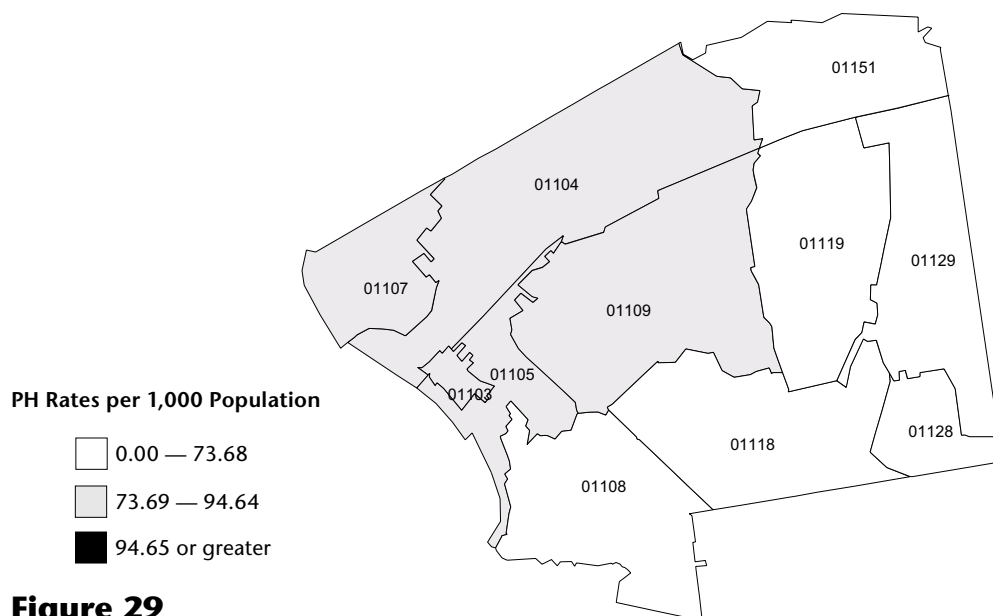 01151
01104
01119
01129
01107
01109
01105
01103
PH Rates per 1,000 Population
01128
01118
0.00 — 73.68
01108
73.69 — 94.64
94.65 or greater
Figure 29